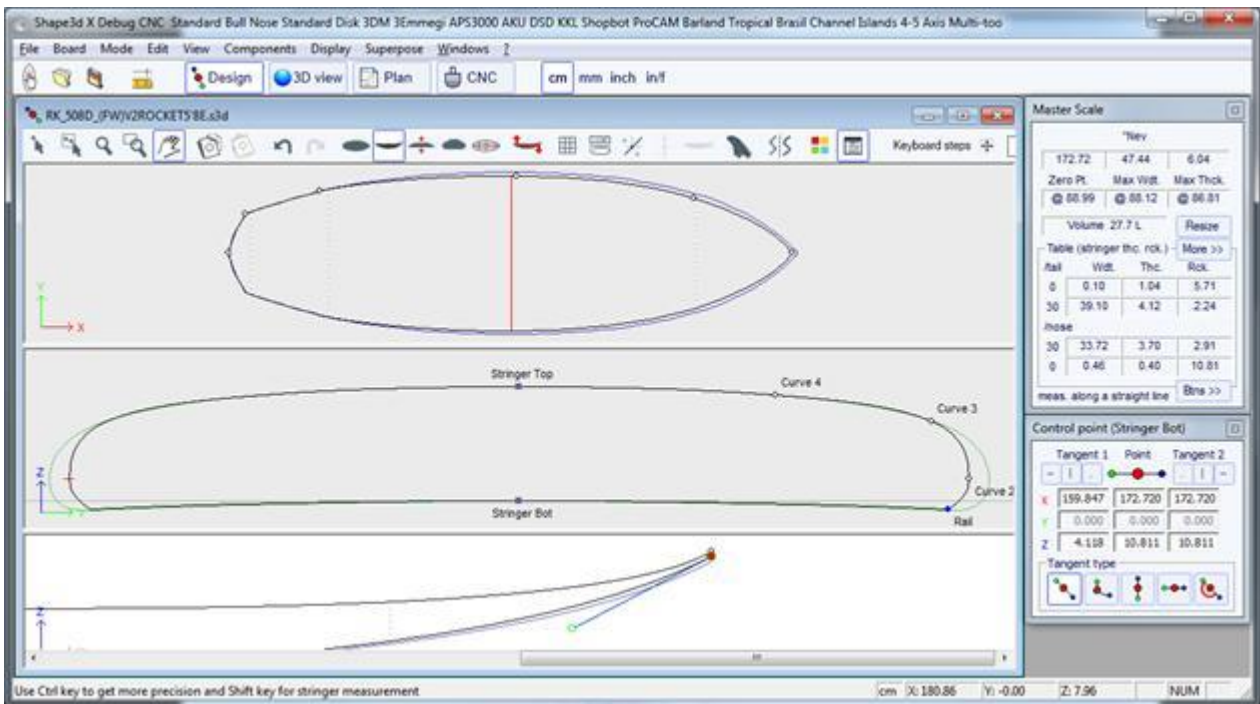 Shape3d X Debug CNC Standard Bull Nose Standard Disk 3DM 3Emmegi APS3000 AKU DSD KKL Shopbot ProCAM Barland Tropical Brasil Channel Islands 4-5 Axis Multi-too
File Board Mode Edit View Components Display Superpose Windows ?
Design 3D view Plan CNC cm mm inch in/f
RK_508D_(FW)V2ROCKET5'8E.s3d
Keyboard steps
Stringer Top
Curve 4
Curve 3
Curve 2
Stringer Bot
Rail
Y
X
Z
Y
Z
Master Scale
"Nev
172.72 47.44 6.04
Zero Pt. Max Wdt. Max Thck.
@ 88.99 @ 88.12 @ 86.81
Volume 27.7 L Resize
Table (stringer thc. rck.) More >>
/tail Wdt. Thc. Rck.
0 0.10 1.04 5.71
30 39.10 4.12 2.24
/nose
30 33.72 3.70 2.91
0 0.46 0.40 10.81
meas. along a straight line Btns >>
Control point (Stringer Bot)
Tangent 1 Point Tangent 2
X 159.847 172.720 172.720
Y 0.000 0.000 0.000
Z 4.118 10.811 10.811
Tangent type
Use Ctrl key to get more precision and Shift key for stringer measurement
cm X: 180.86 Y: -0.00 Z: 7.96 NUM